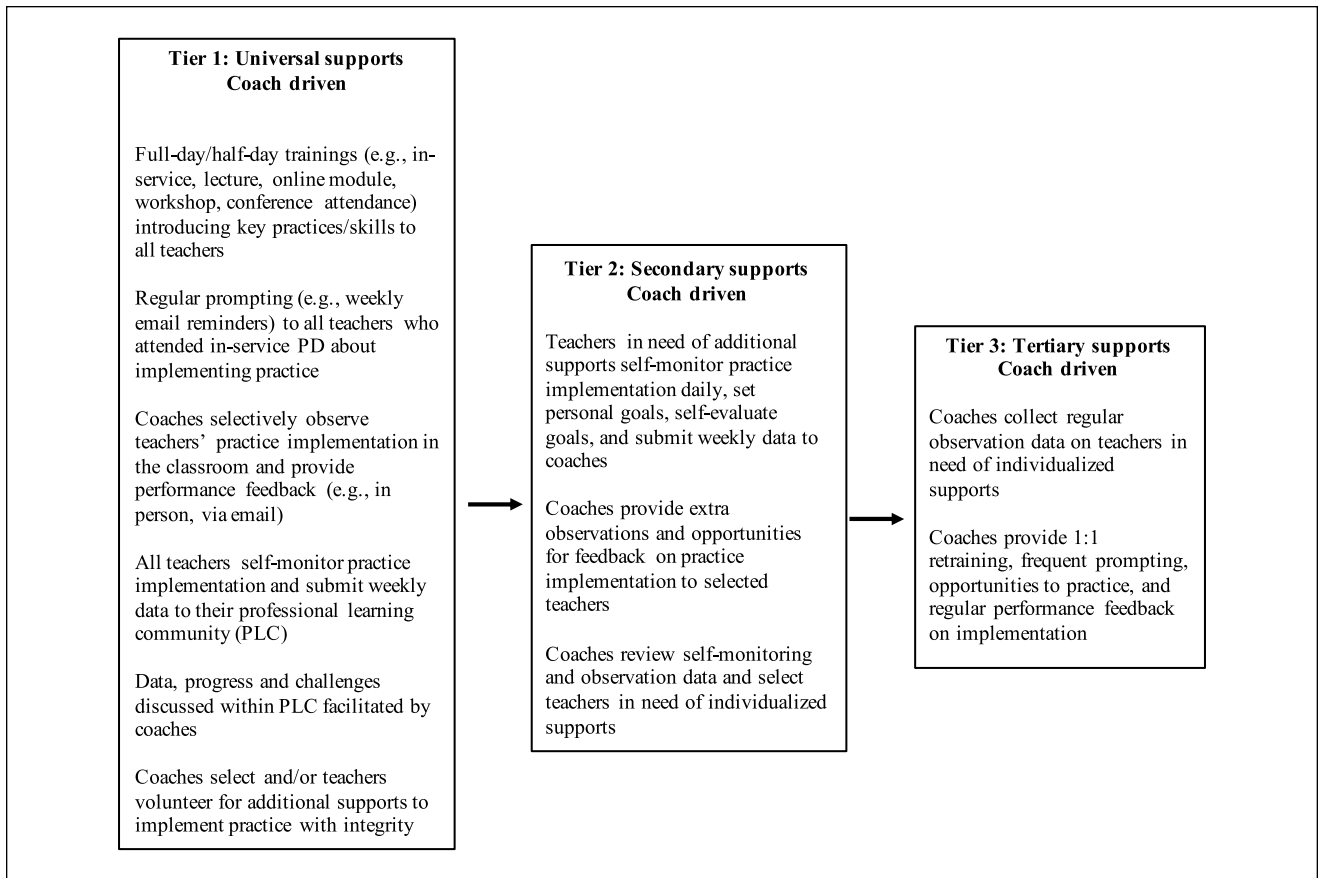 Tier 1: Universal supports
Coach driven
Full-day/half-day trainings (e.g., in-
service, lecture, online module,
workshop, conference attendance)
introducing key practices/skills to
all teachers
Regular prompting (e.g., weekly
email reminders) to all teachers who
attended in-service PD about
implementing practice
Coaches selectively observe
teachers’ practice implementation in
the classroom and provide
performance feedback (e.g., in
person, via email)
All teachers self-monitor practice
implementation and submit weekly
data to their professional learning
community (PLC)
Data, progress and challenges
discussed within PLC facilitated by
coaches
Coaches select and/or teachers
volunteer for additional supports to
implement practice with integrity
Tier 2: Secondary supports
Coach driven
Teachers in need of additional
supports self-monitor practice
implementation daily, set
personal goals, self-evaluate
goals, and submit weekly data to
coaches
Coaches provide extra
observations and opportunities
for feedback on practice
implementation to selected
teachers
Coaches review self-monitoring
and observation data and select
teachers in need of individualized
supports
Tier 3: Tertiary supports
Coach driven
Coaches collect regular
observation data on teachers in
need of individualized
supports
Coaches provide 1:1
retraining, frequent prompting,
opportunities to practice, and
regular performance feedback
on implementation